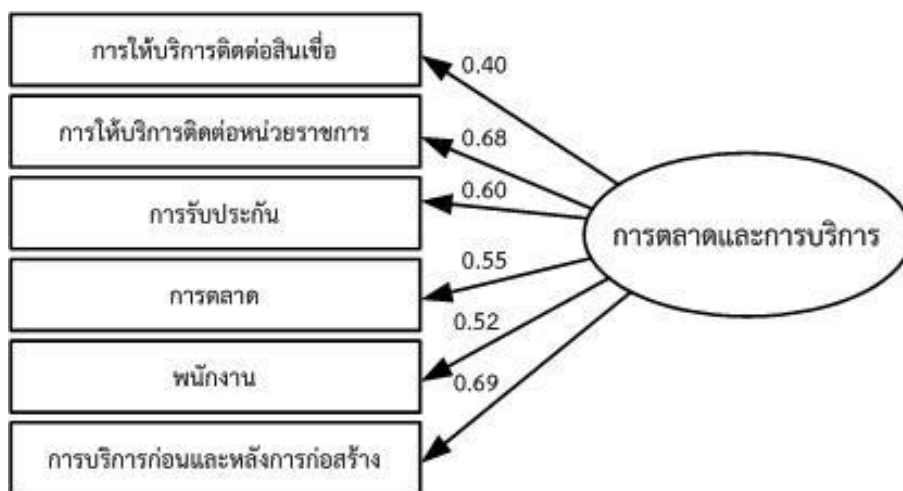 การให้บริการติดต่อสินเชื่อ
0.40
การให้บริการติดต่อหน่วยราชการ
0.68
การรับประกัน
0.60
การตลาดและการบริการ
การตลาด
0.55
พนักงาน
0.52
การบริการก่อนและหลังการก่อสร้าง
0.69